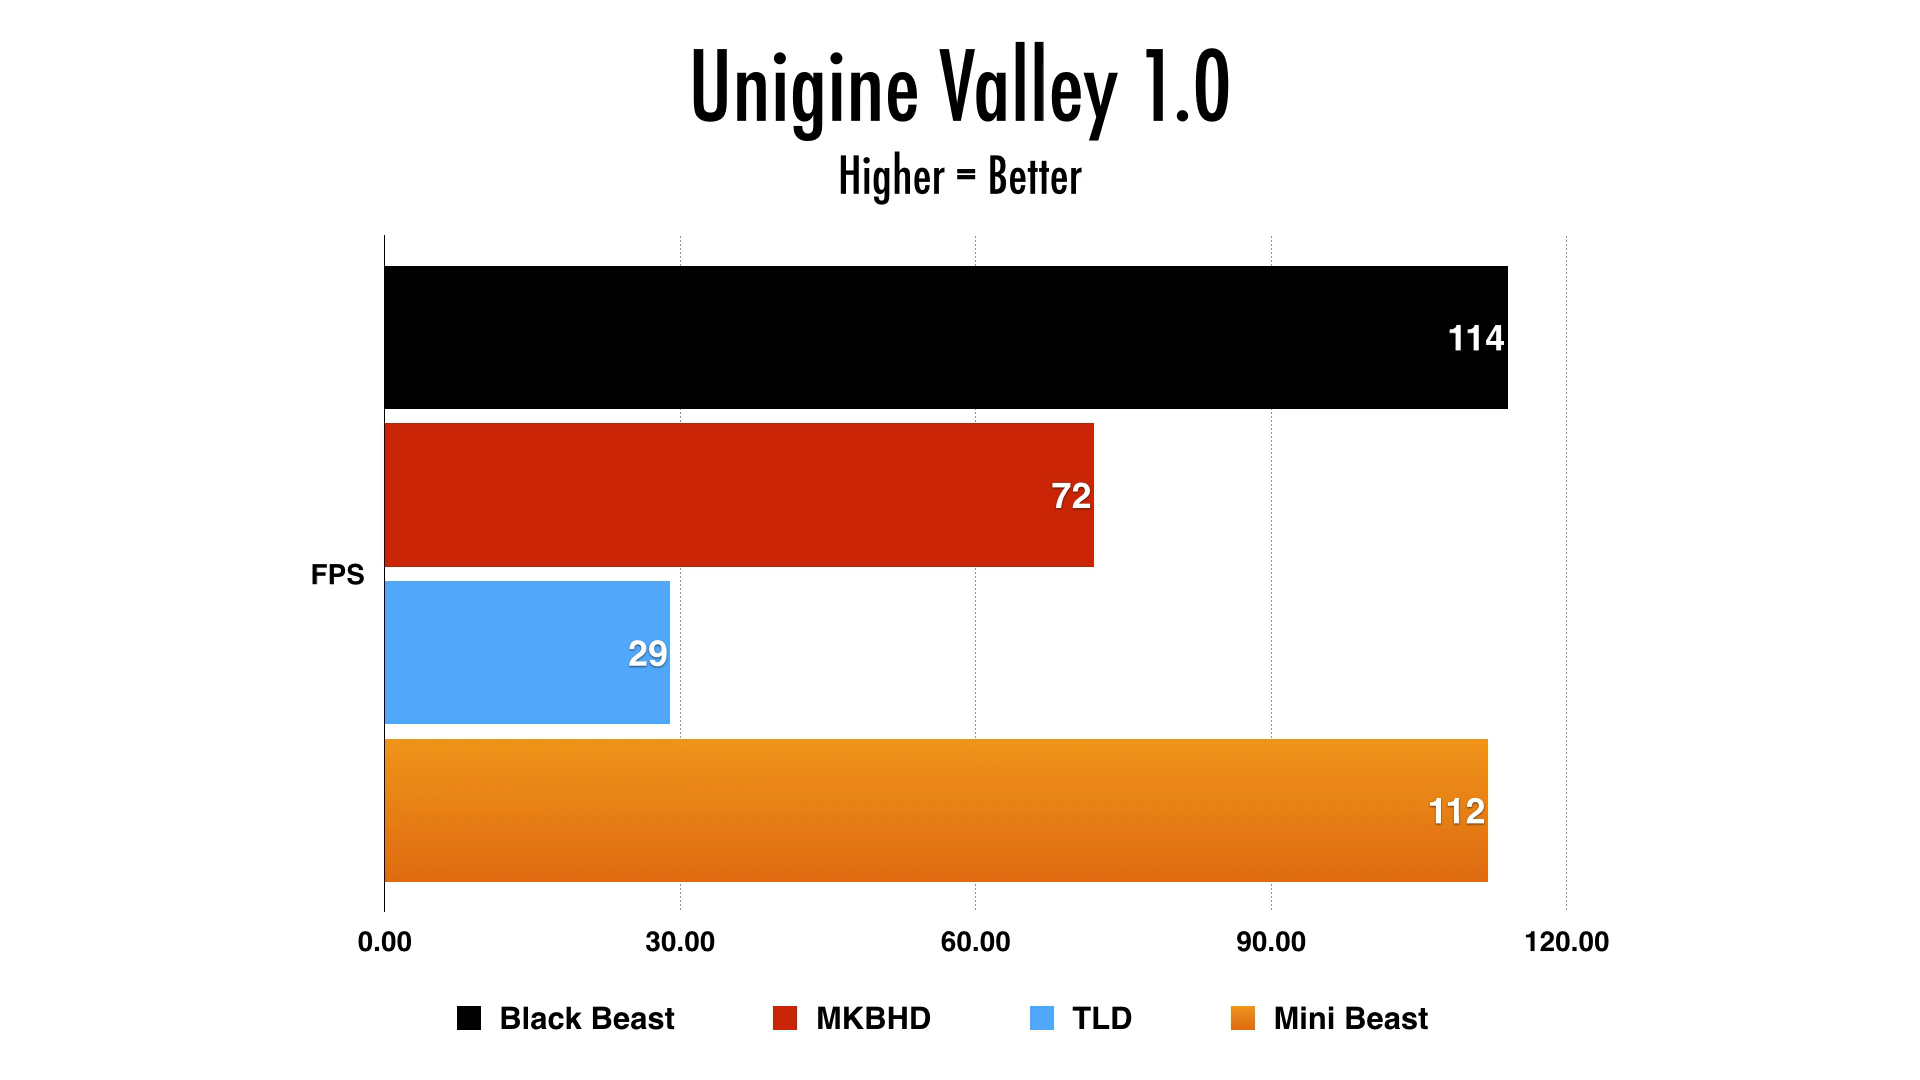 Unigine Valley 1.0
Higher = Better
114
72
FPS
29
112
0.00 30.00 60.00 90.00 120.00
Black Beast MKBHD TLD Mini Beast